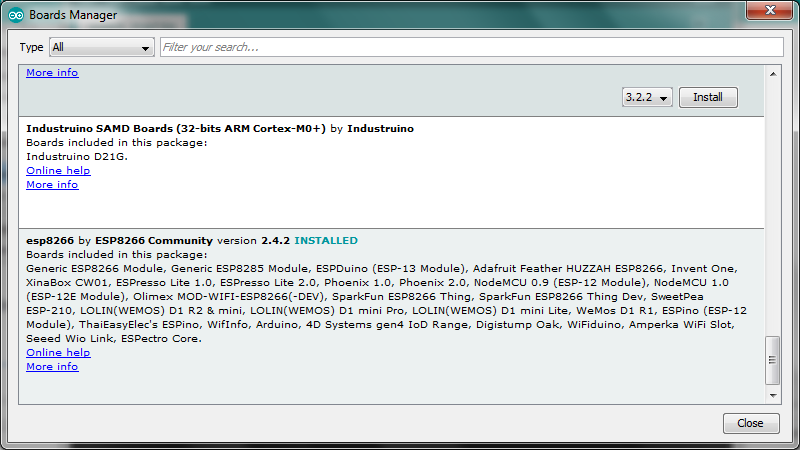 Boards Manager
Type All Filter your search...
More info
3.2.2 Install
Industruino SAMD Boards (32-bits ARM Cortex-M0+) by Industruino
Boards included in this package:
Industruino D21G.
Online help
More info
esp8266 by ESP8266 Community version 2.4.2 INSTALLED
Boards included in this package:
Generic ESP8266 Module, Generic ESP8285 Module, ESPDuino (ESP-13 Module), Adafruit Feather HUZZAH ESP8266, Invent One,
XinaBox CW01, ESPresso Lite 1.0, ESPresso Lite 2.0, Phoenix 1.0, Phoenix 2.0, NodeMCU 0.9 (ESP-12 Module), NodeMCU 1.0
(ESP-12E Module), Olimex MOD-WIFI-ESP8266(-DEV), SparkFun ESP8266 Thing, SparkFun ESP8266 Thing Dev, SweetPea
ESP-210, LOLIN(WEMOS) D1 R2 & mini, LOLIN(WEMOS) D1 mini Pro, LOLIN(WEMOS) D1 mini Lite, WeMos D1 R1, ESPino (ESP-12
Module), ThaiEasyElec's ESPino, WifInfo, Arduino, 4D Systems gen4 IoD Range, Digistump Oak, WiFiduino, Amperka WiFi Slot,
Seeed Wio Link, ESPectro Core.
Online help
More info
Close